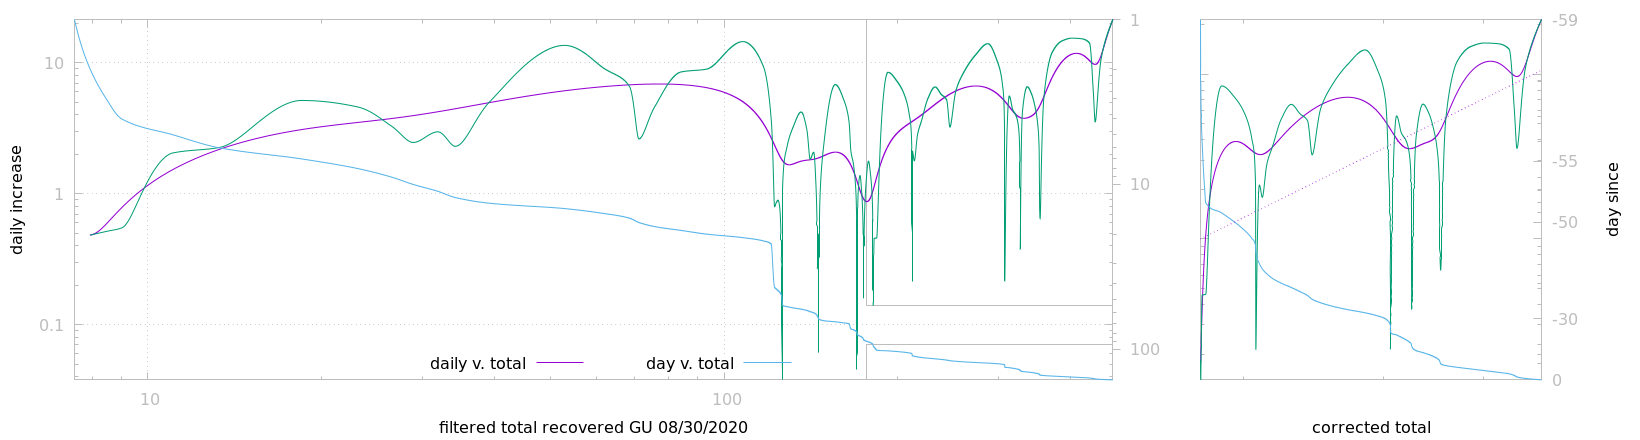 daily increase
10
1
0.1
10
100
daily v. total
day v. total
filtered total recovered GU 08/30/2020
1
10
100
-59
-55
-50
-30
0
day since
corrected total